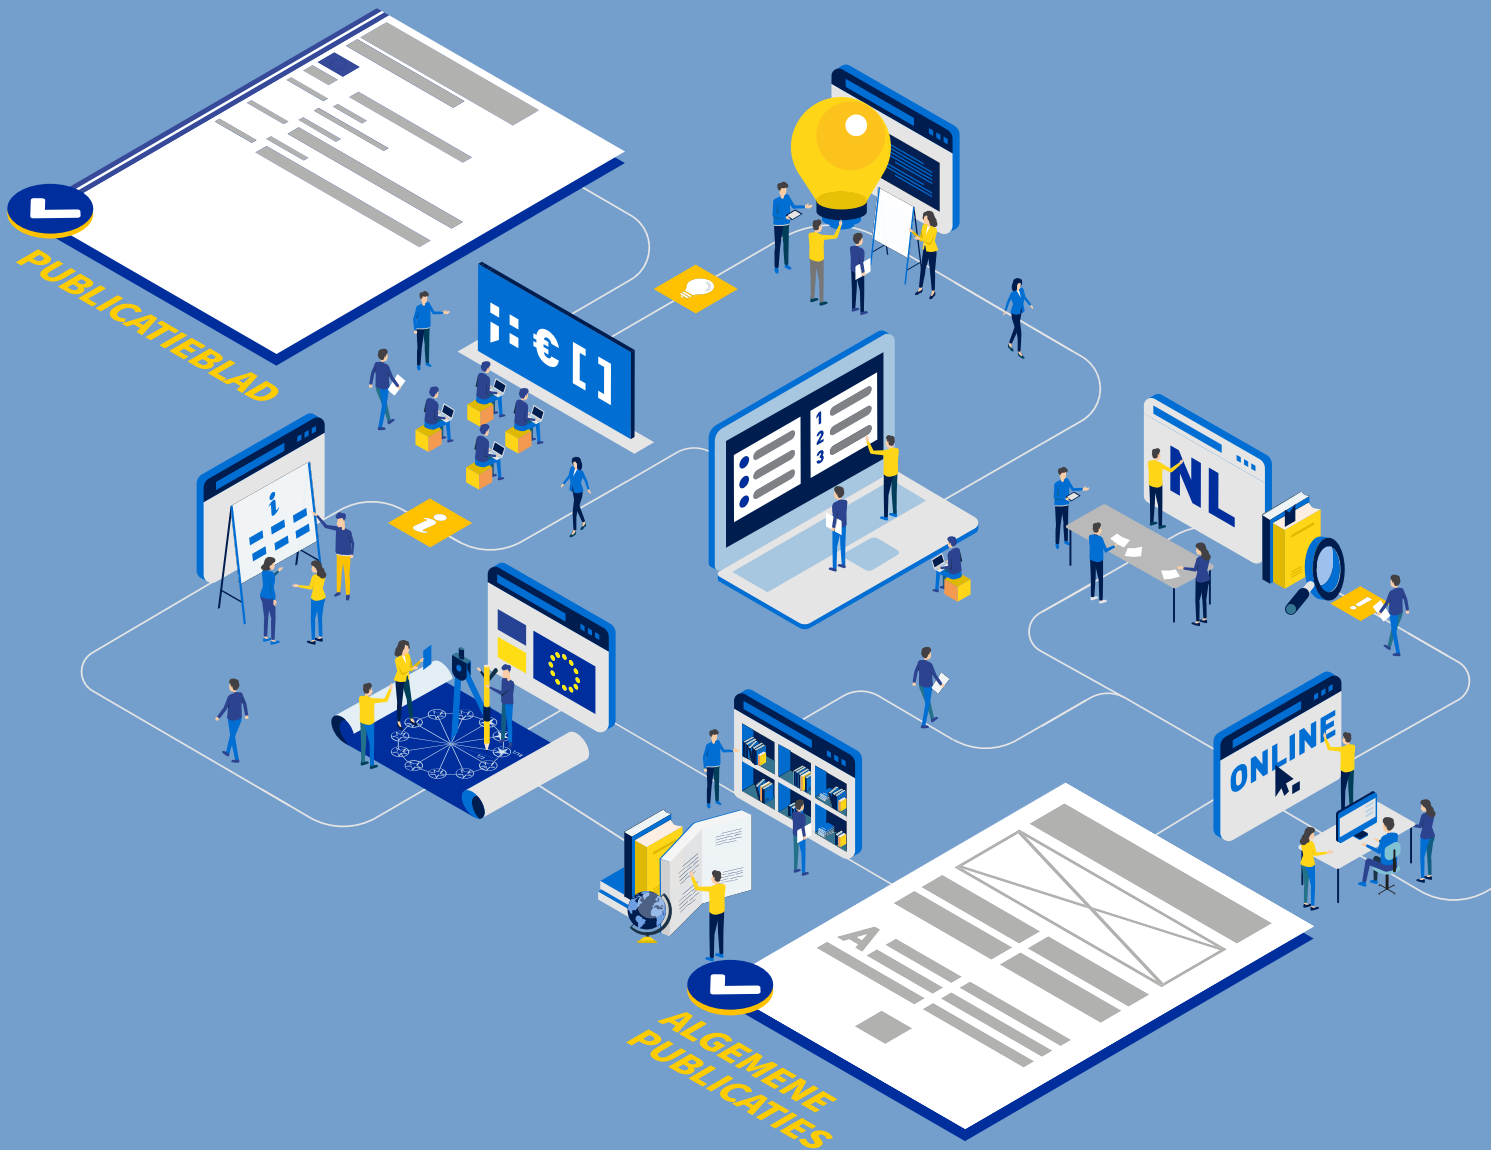 PUBLICATIEBLAD
¡: € [ ]
i
i
1
2
3
NL
i
ONLINE
A
ALGEMENE
PUBLICATIES